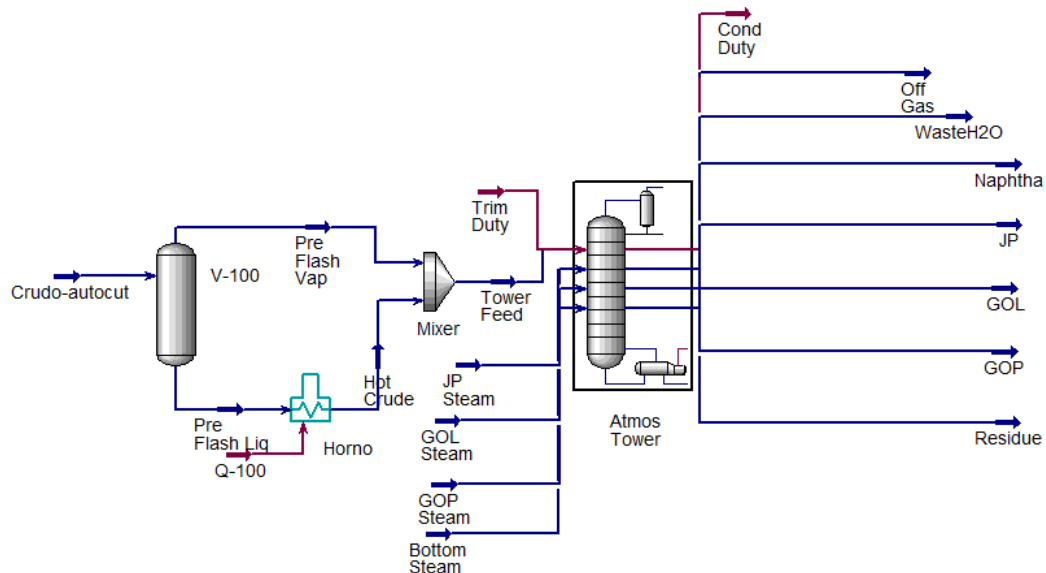 Cond
Duty
Off
Gas
WasteH2O
Naphtha
Trim
Duty
JP
Pre
Flash
Vap
V-100
Crudo-autocut
Mixer
Tower
Feed
GOL
GOP
JP
Steam
Hot
Crude
Atmos
Tower
Pre
Flash Liq
Horno
Q-100
GOL
Steam
Residue
GOP
Steam
Bottom
Steam